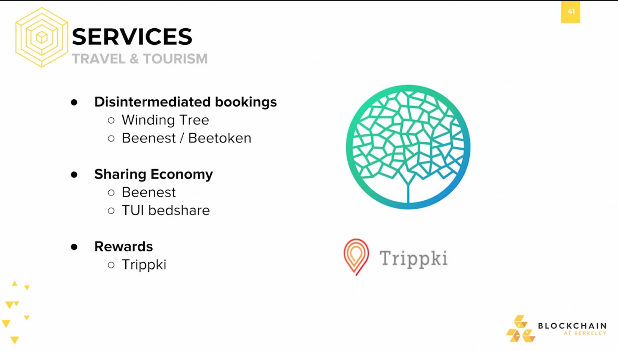 41
SERVICES
TRAVEL & TOURISM
● Disintermediated bookings
○ Winding Tree
○ Beenest / Beetoken
● Sharing Economy
○ Beenest
○ TUI bedshare
● Rewards
○ Trippki
Trippki
BLOCKCHAIN
AT BERKELEY